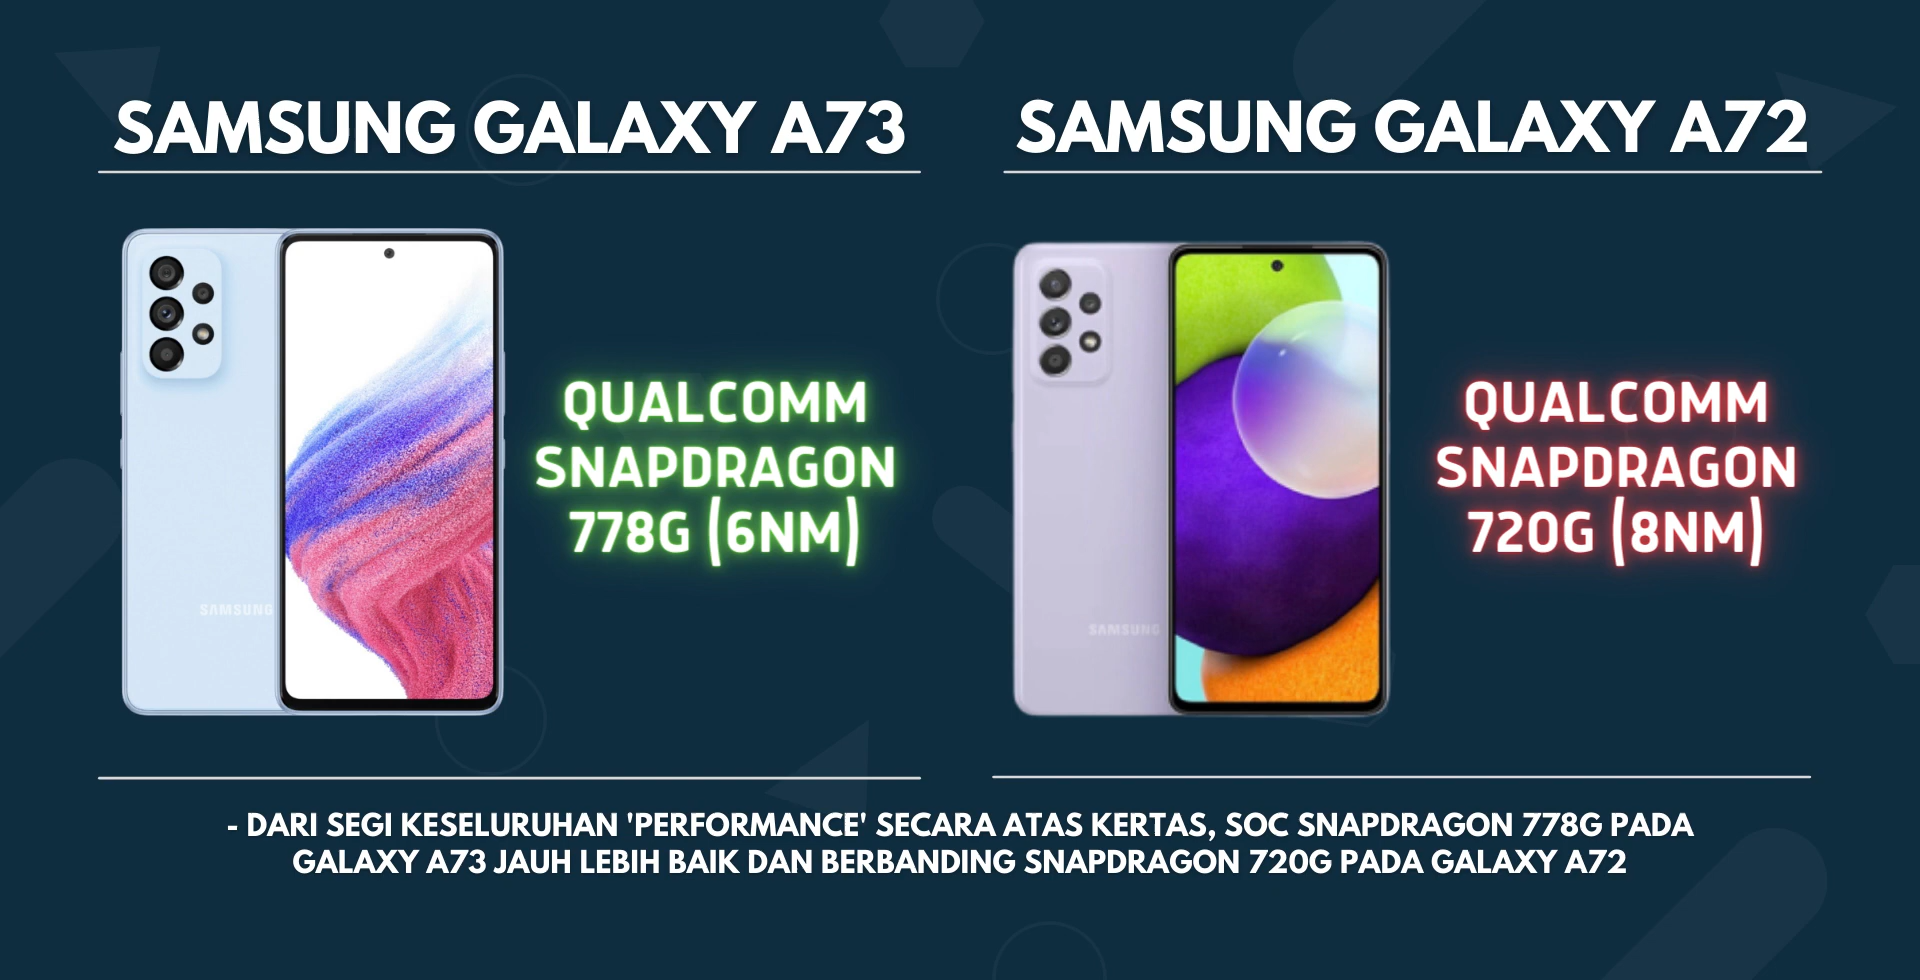 SAMSUNG GALAXY A73
SAMSUNG
QUALCOMM
SNAPDRAGON
778G (6NM)
SAMSUNG GALAXY A72
SAMSUNG
QUALCOMM
SNAPDRAGON
720G (8NM)
- DARI SEGI KESELURUHAN 'PERFORMANCE' SECARA ATAS KERTAS, SOC SNAPDRAGON 778G PADA
GALAXY A73 JAUH LEBIH BAIK DAN BERBANDING SNAPDRAGON 720G PADA GALAXY A72